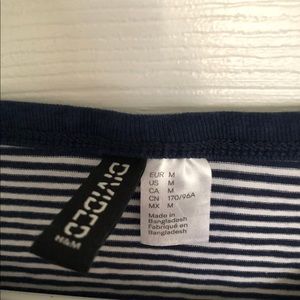 DIVIDED
H&M
EUR M
US M
CA M
CN 170/96A
MX M
Made in
Bangladesh
Fabriqué en
Bangladesh